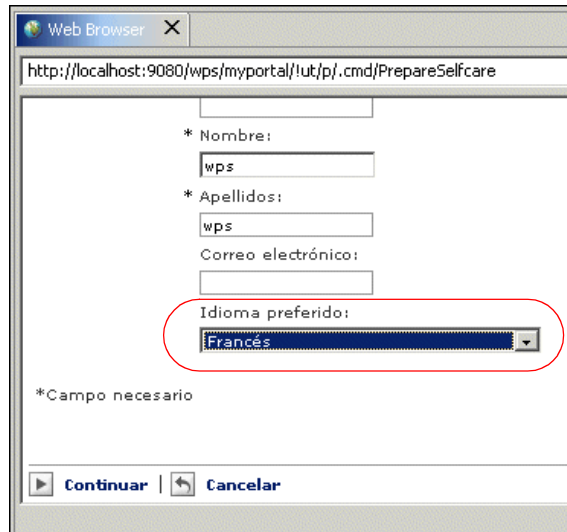 Web Browser
http://localhost:9080/wps/myportal/!ut/p/.cmd/PrepareSelfcare
* Nombre:
wps
* Apellidos:
wps
Correo electrónico:
Idioma preferido:
Francés
*Campo necesario
Continuar | Cancelar